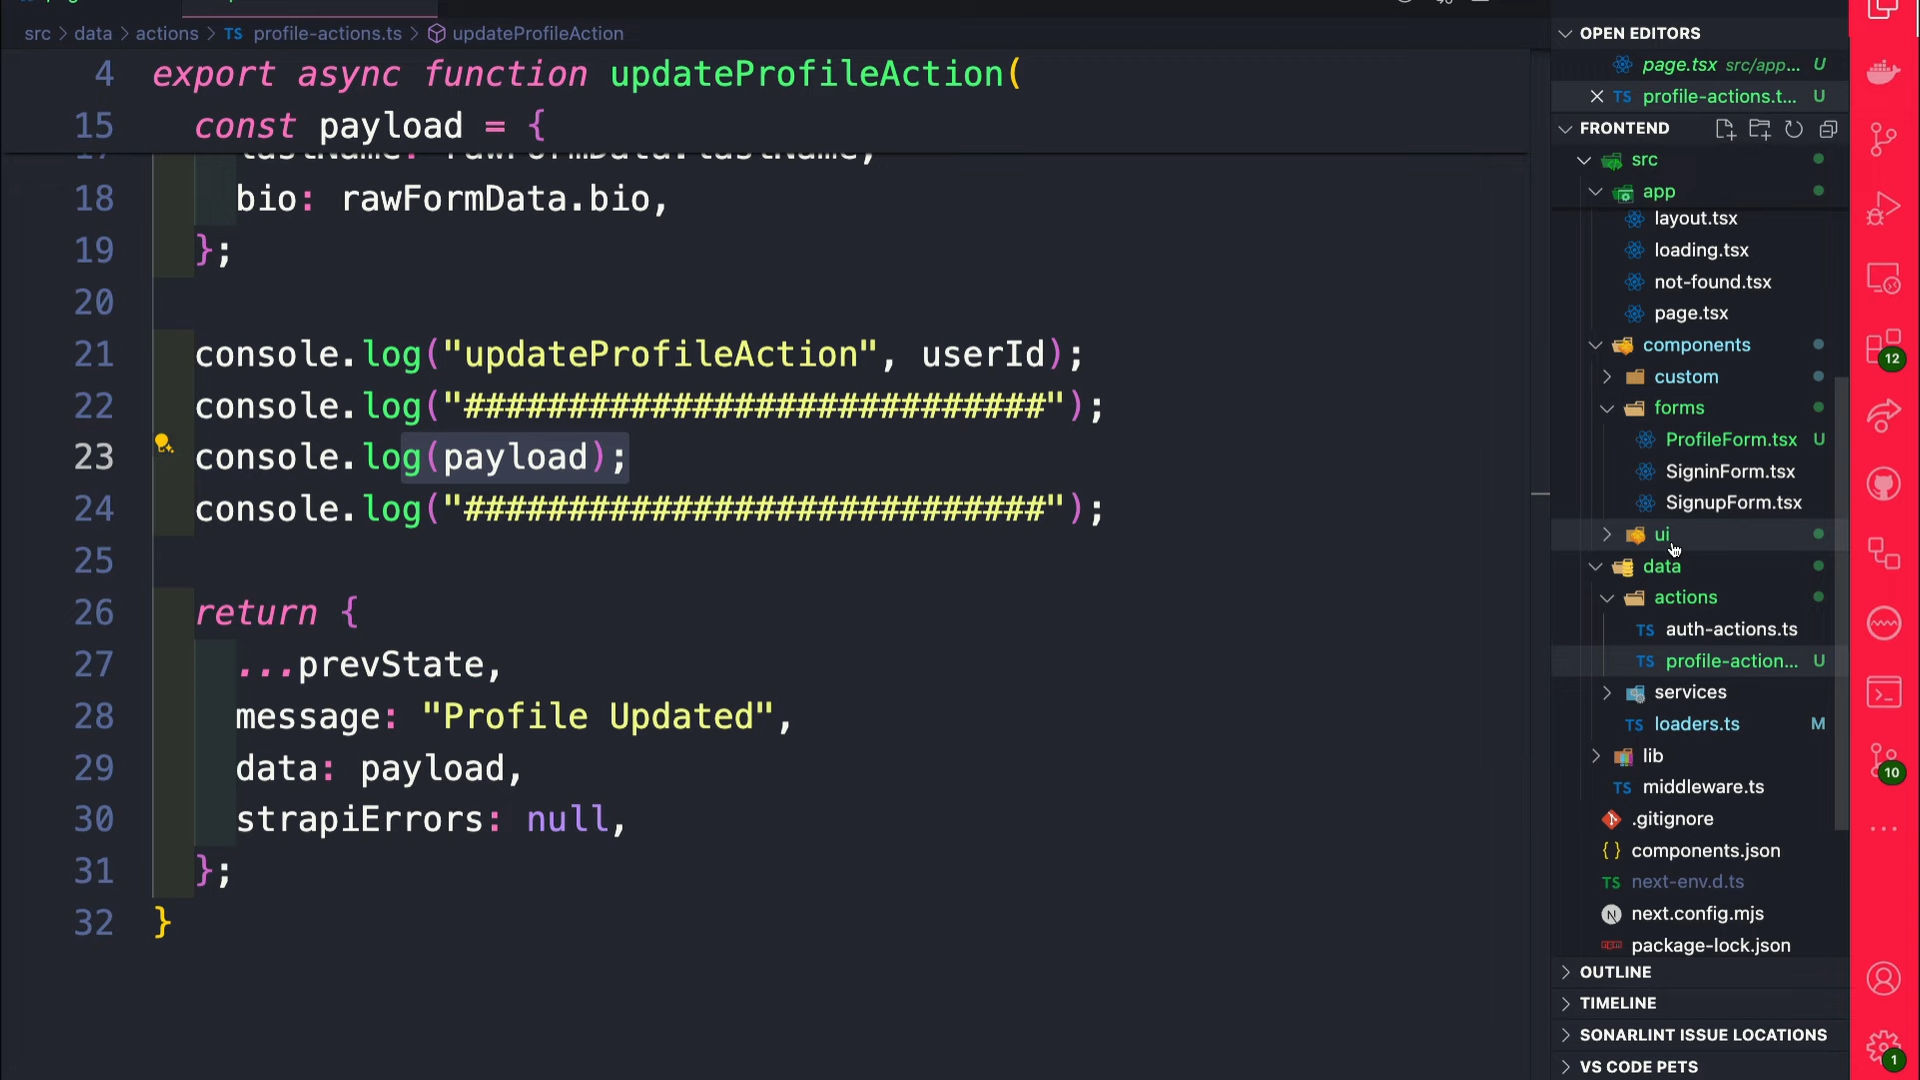 src > data > actions > TS profile-actions.ts > updateProfileAction
4 export async function updateProfileAction(
15 const payload = {
lastName: rawFormData.lastName,
18 bio: rawFormData.bio,
19 };
20
21 console.log("updateProfileAction", userId);
22 console.log("############################");
23 console.log(payload);
24 console.log("############################");
25
26 return {
27 ...prevState,
28 message: "Profile Updated",
29 data: payload,
30 strapiErrors: null,
31 };
32 }
OPEN EDITORS
page.tsx src/app... U
TS profile-actions.t... U
FRONTEND
src
app
layout.tsx
loading.tsx
not-found.tsx
page.tsx
components
custom
forms
ProfileForm.tsx U
SigninForm.tsx
SignupForm.tsx
ui
data
actions
TS auth-actions.ts
TS profile-action... U
services
TS loaders.ts M
lib
TS middleware.ts
.gitignore
{ } components.json
TS next-env.d.ts
N next.config.mjs
package-lock.json
OUTLINE
TIMELINE
SONARLINT ISSUE LOCATIONS
VS CODE PETS
12
10
1